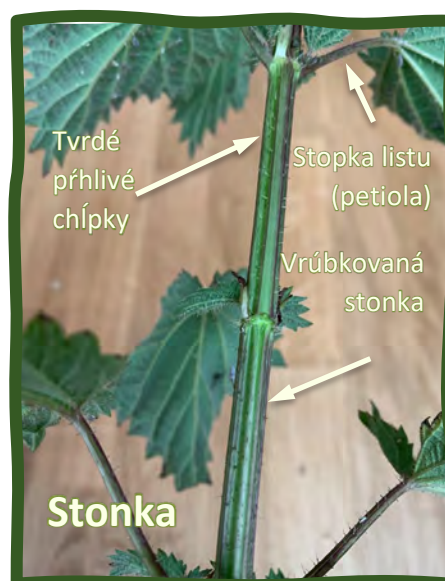 Tvrdé
pŕhlivé
chĺpky
Stopka listu
(petiola)
Vrúbkovaná
stonka
Stonka